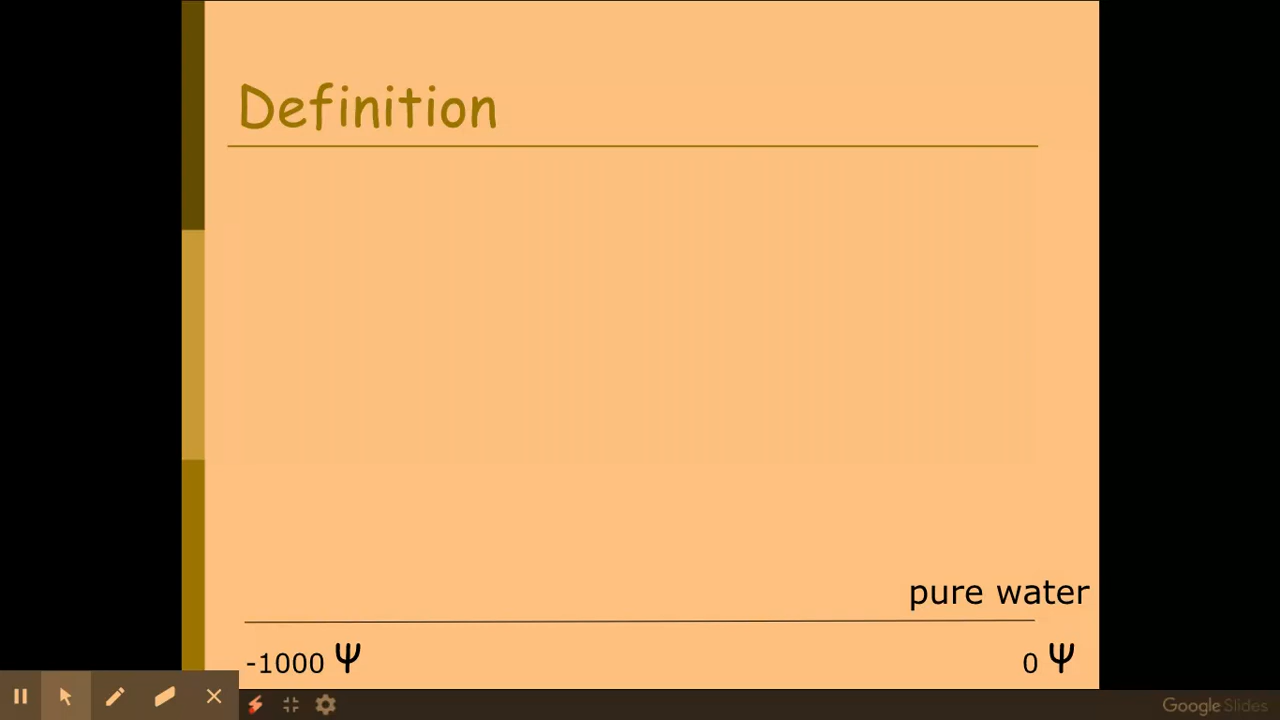 Definition
pure water
-1000 Ψ
0 Ψ
Google Slides